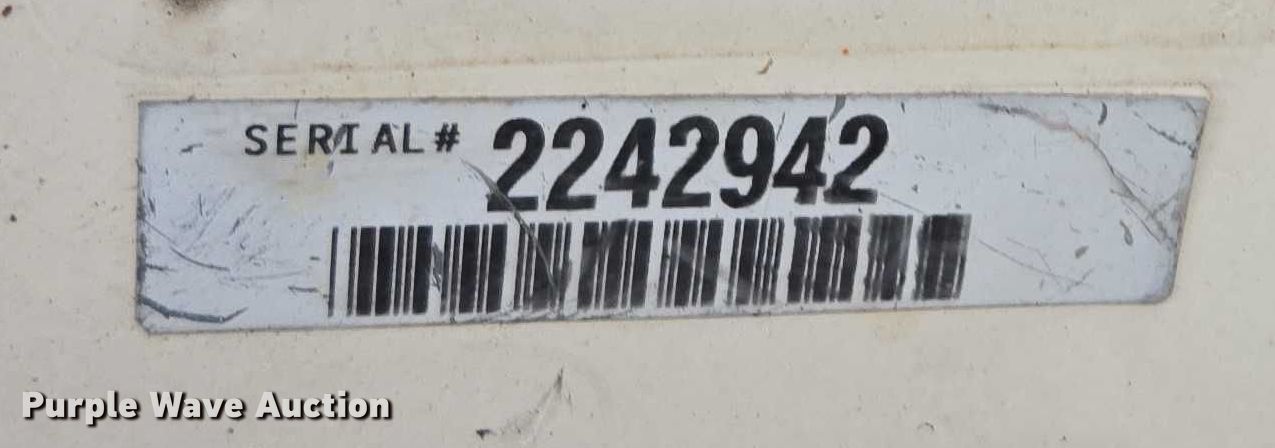 SERIAL# 2242942
Purple Wave Auction